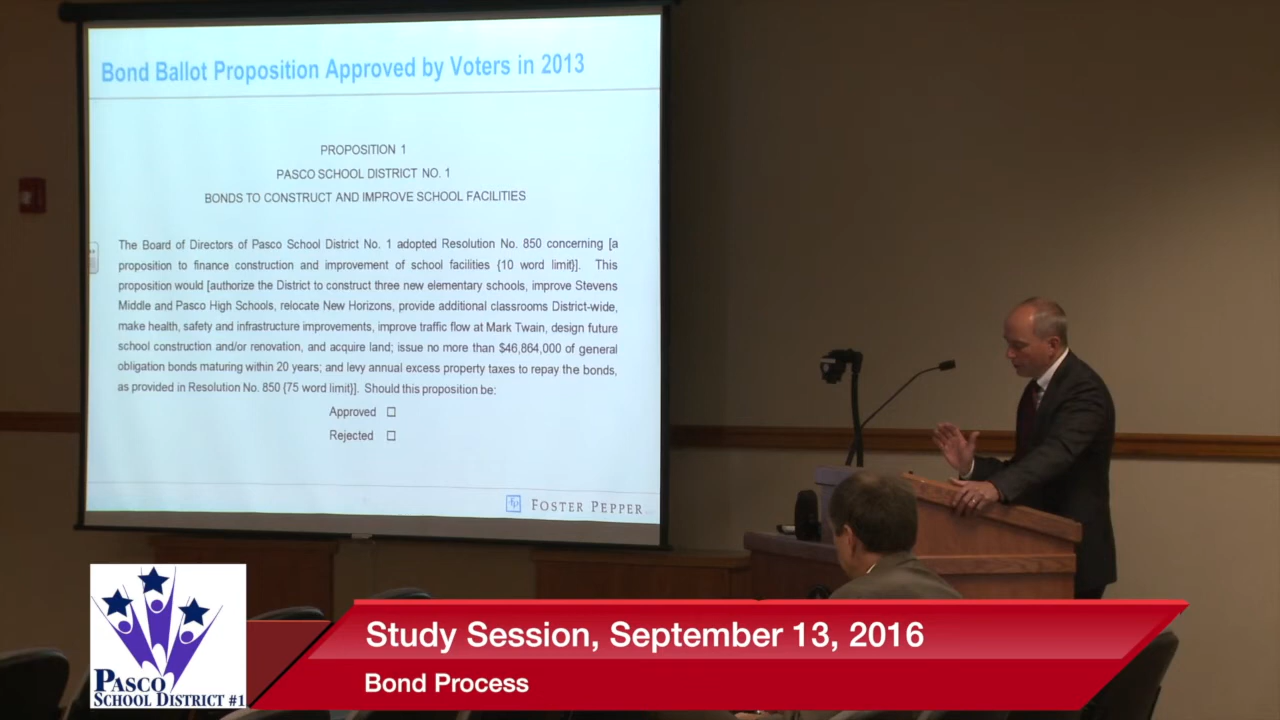 Bond Ballot Proposition Approved by Voters in 2013
PROPOSITION 1
PASCO SCHOOL DISTRICT NO. 1
BONDS TO CONSTRUCT AND IMPROVE SCHOOL FACILITIES
The Board of Directors of Pasco School District No. 1 adopted Resolution No. 850 concerning [a
proposition to finance construction and improvement of school facilities {10 word limit}]. This
proposition would [authorize the District to construct three new elementary schools, improve Stevens
Middle and Pasco High Schools, relocate New Horizons, provide additional classrooms District-wide,
make health, safety and infrastructure improvements, improve traffic flow at Mark Twain, design future
school construction and/or renovation, and acquire land; issue no more than $46,864,000 of general
obligation bonds maturing within 20 years; and levy annual excess property taxes to repay the bonds,
as provided in Resolution No. 850 {75 word limit}]. Should this proposition be:
Approved ☐
Rejected ☐
FOSTER PEPPER
Study Session, September 13, 2016
Bond Process
PASCO
SCHOOL DISTRICT #1